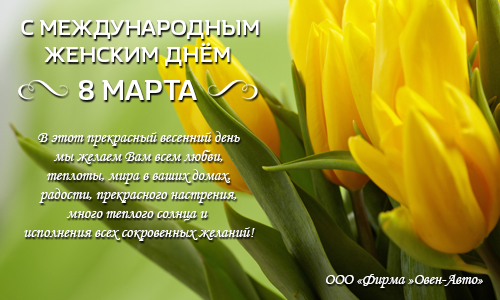 С МЕЖДУНАРОДНЫМ
ЖЕНСКИМ ДНЁМ
8 МАРТА
В этот прекрасный весенний день
мы желаем Вам всем любви,
теплоты, мира в ваших домах,
радости, прекрасного настрения,
много теплого солнца и
исполнения всех сокровенных желаний!
ООО «Фирма »Овен-Авто»